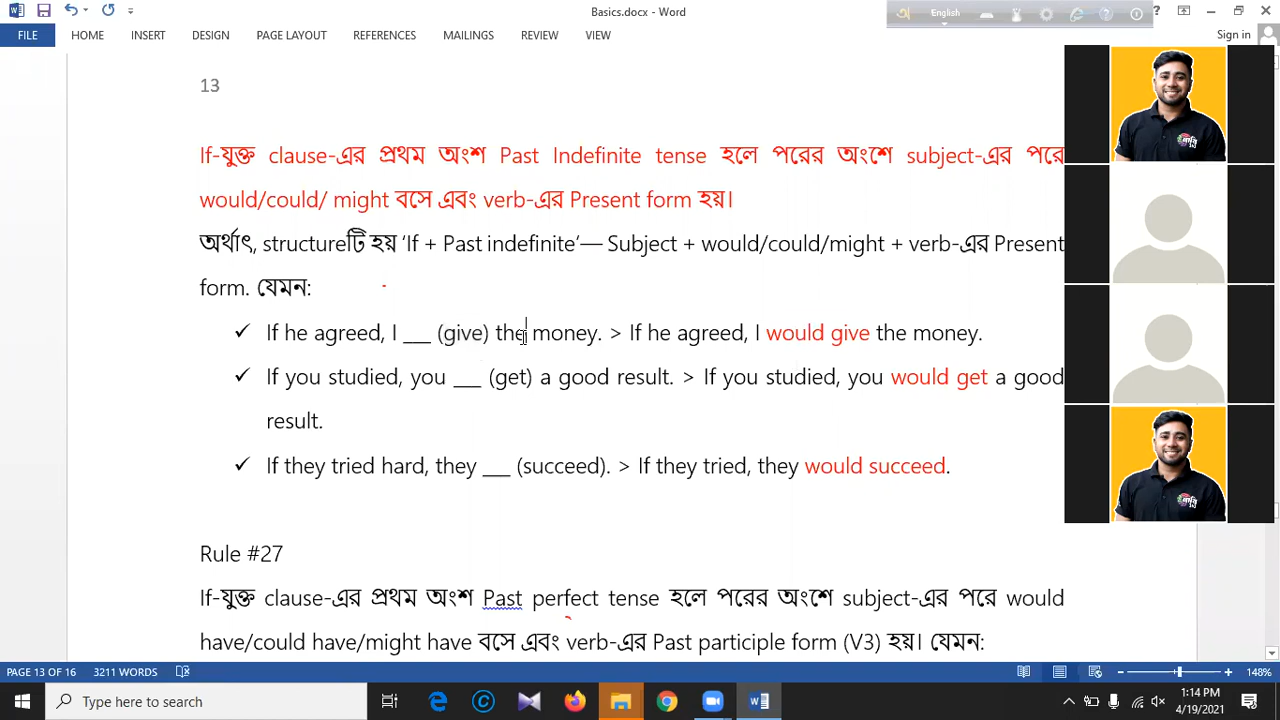 Basics.docx - Word
English
FILE HOME INSERT DESIGN PAGE LAYOUT REFERENCES MAILINGS REVIEW VIEW
Sign in
13
If-যুক্ত clause-এর প্রথম অংশ Past Indefinite tense হলে পরের অংশে subject-এর পরে
would/could/ might বসে এবং verb-এর Present form হয়।
অর্থাৎ, structureটি হয় 'If + Past indefinite'— Subject + would/could/might + verb-এর Present
form. যেমন:
✓ If he agreed, I ___ (give) the money. > If he agreed, I would give the money.
✓ If you studied, you ___ (get) a good result. > If you studied, you would get a good
result.
✓ If they tried hard, they ___ (succeed). > If they tried, they would succeed.
Rule #27
If-যুক্ত clause-এর প্রথম অংশ Past perfect tense হলে পরের অংশে subject-এর পরে would
have/could have/might have বসে এবং verb-এর Past participle form (V3) হয়। যেমন:
PAGE 13 OF 16 3211 WORDS
148%
Type here to search
1:14 PM
4/19/2021